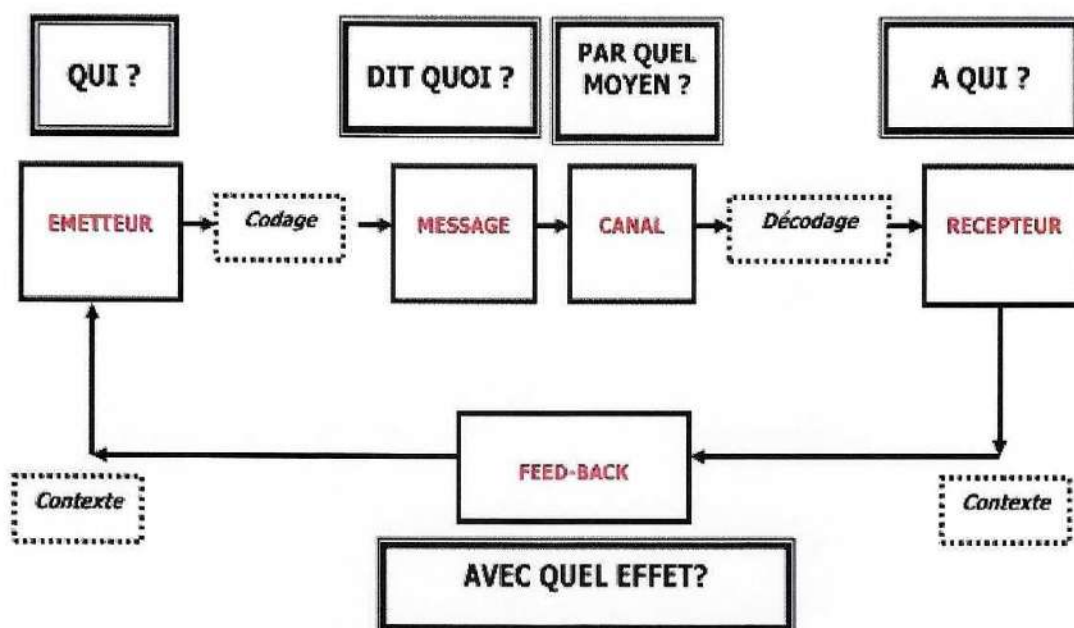 QUI ?
DIT QUOI ?
PAR QUEL
MOYEN ?
A QUI ?
EMETTEUR
Codage
MESSAGE
CANAL
Décodage
RECEPTEUR
FEED-BACK
Contexte
Contexte
AVEC QUEL EFFET?